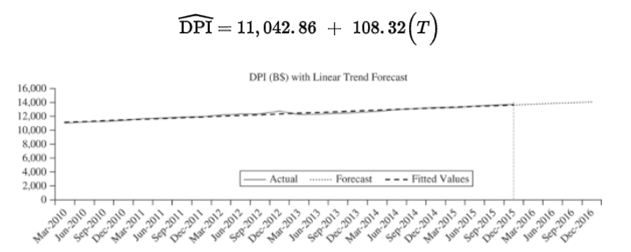 DPI = 11,042.86 + 108.32(T)
DPI (B$) with Linear Trend Forecast
16,000
14,000
12,000
10,000
8,000
6,000
4,000
2,000
0
Actual Forecast Fitted Values
Mar-2010 Jun-2010 Sep-2010 Dec-2010 Mar-2011 Jun-2011 Sep-2011 Dec-2011 Mar-2012 Jun-2012 Sep-2012 Dec-2012 Mar-2013 Jun-2013 Sep-2013 Dec-2013 Mar-2014 Jun-2014 Sep-2014 Dec-2014 Mar-2015 Jun-2015 Sep-2015 Dec-2015 Mar-2016 Jun-2016 Sep-2016 Dec-2016